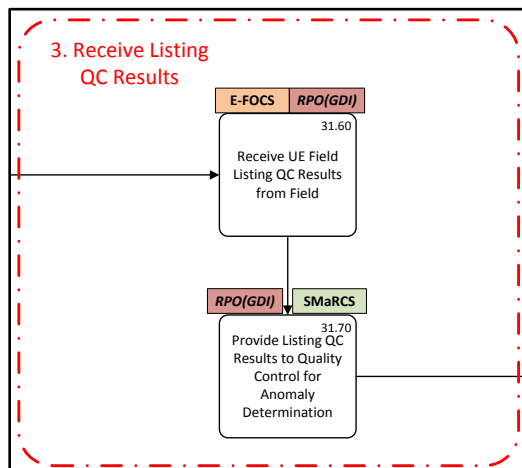 3. Receive Listing
QC Results
E-FOCS RPO(GDI)
31.60
Receive UE Field
Listing QC Results
from Field
RPO(GDI) SMaRCS
31.70
Provide Listing QC
Results to Quality
Control for
Anomaly
Determination